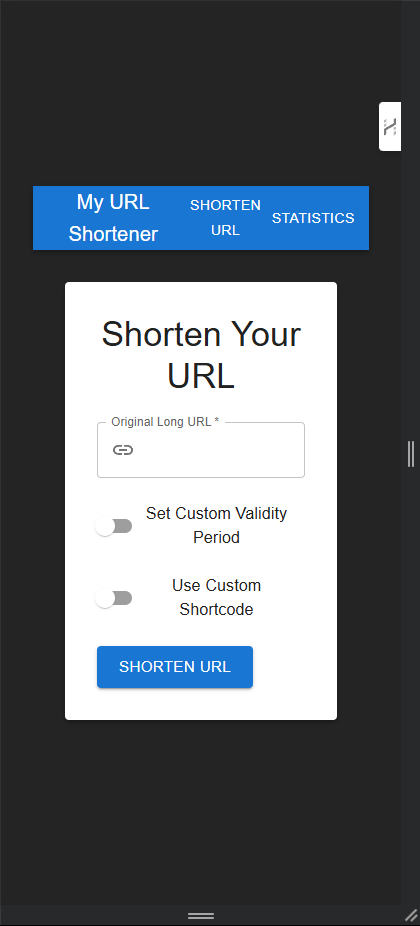 My URL
Shortener
SHORTEN
URL
STATISTICS
Shorten Your
URL
Original Long URL *
Set Custom Validity
Period
Use Custom
Shortcode
SHORTEN URL